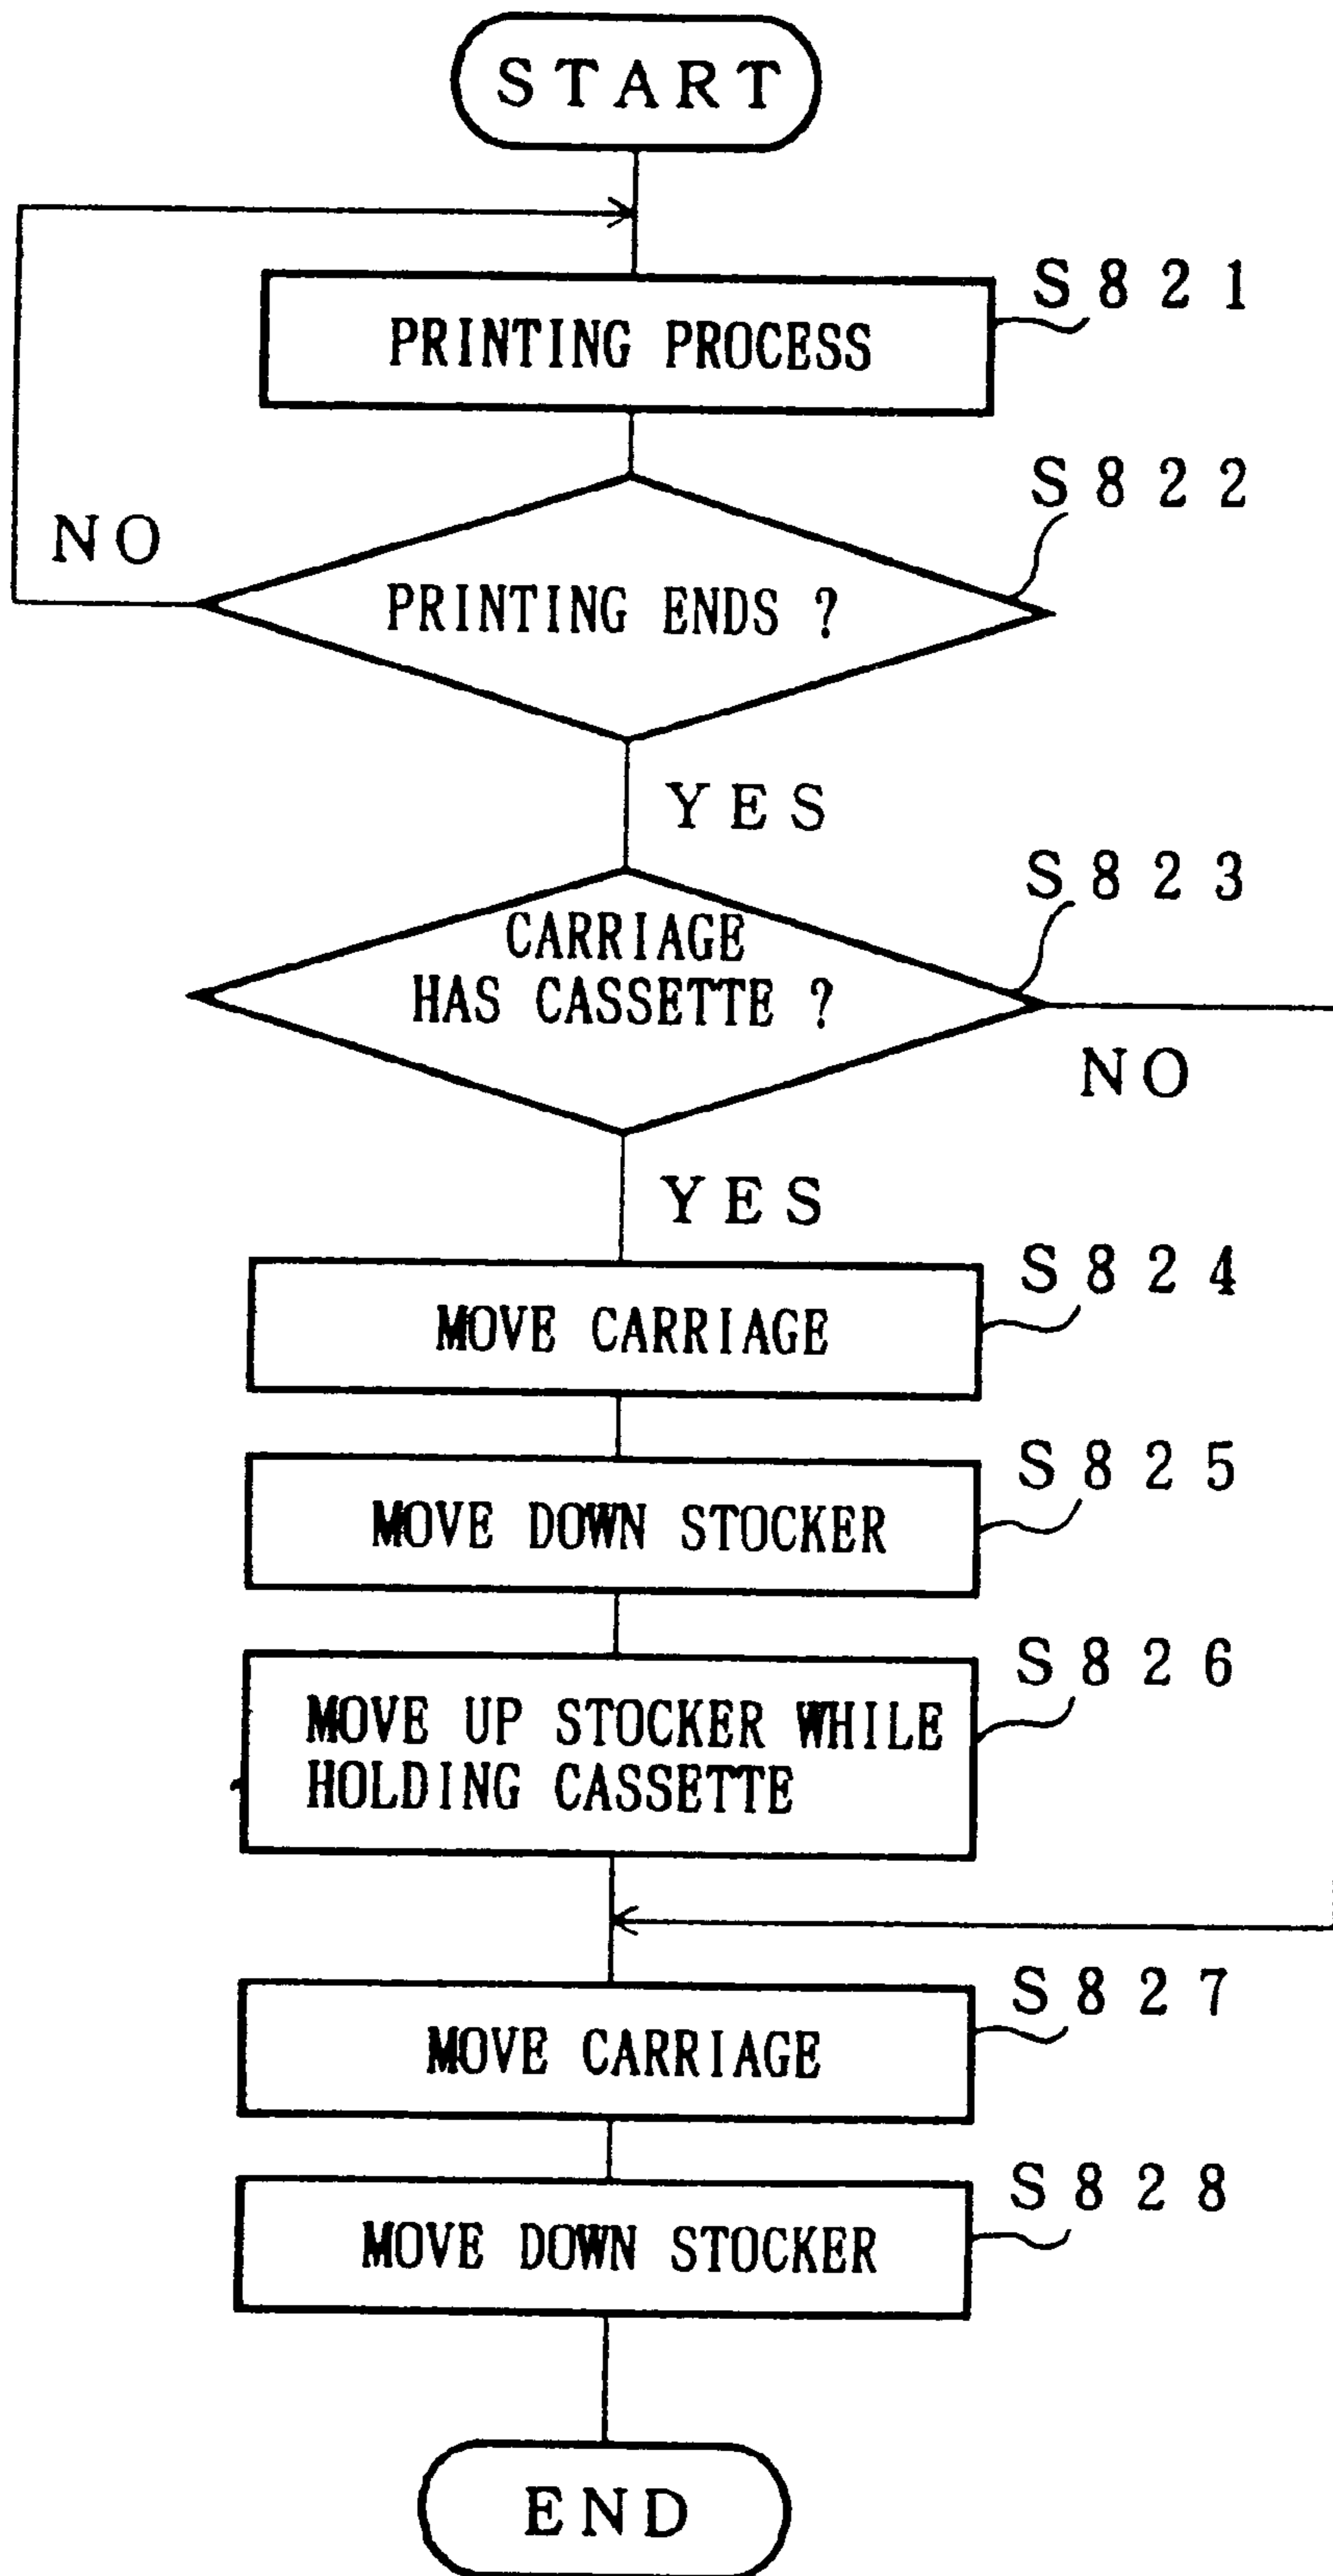 START
S821
PRINTING PROCESS
S822
NO
PRINTING ENDS ?
YES
S823
CARRIAGE
HAS CASSETTE ?
NO
YES
S824
MOVE CARRIAGE
S825
MOVE DOWN STOCKER
S826
MOVE UP STOCKER WHILE
HOLDING CASSETTE
S827
MOVE CARRIAGE
S828
MOVE DOWN STOCKER
END